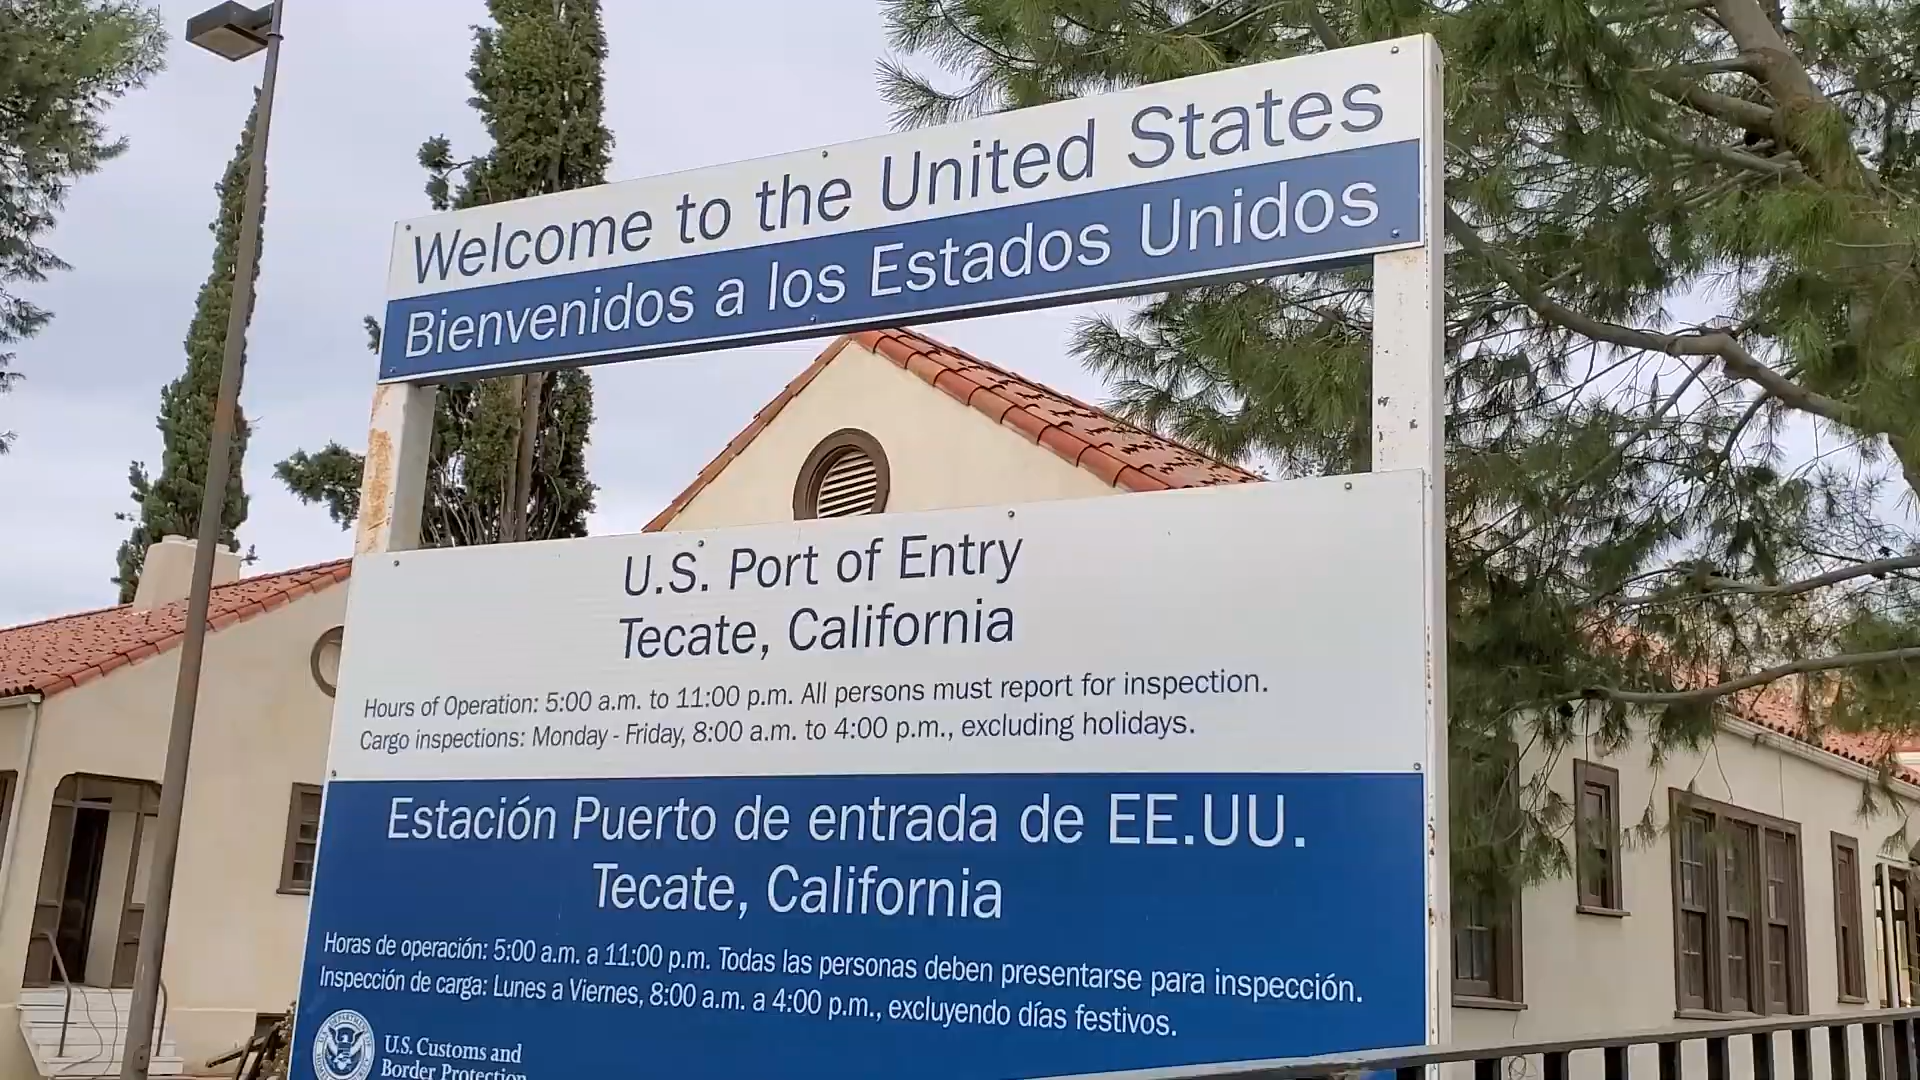 Welcome to the United States
Bienvenidos a los Estados Unidos
U.S. Port of Entry
Tecate, California
Hours of Operation: 5:00 a.m. to 11:00 p.m. All persons must report for inspection.
Cargo inspections: Monday - Friday, 8:00 a.m. to 4:00 p.m., excluding holidays.
Estación Puerto de entrada de EE.UU.
Tecate, California
Horas de operación: 5:00 a.m. a 11:00 p.m. Todas las personas deben presentarse para inspección.
Inspección de carga: Lunes a Viernes, 8:00 a.m. a 4:00 p.m., excluyendo días festivos.
U.S. Customs and
Border Protection